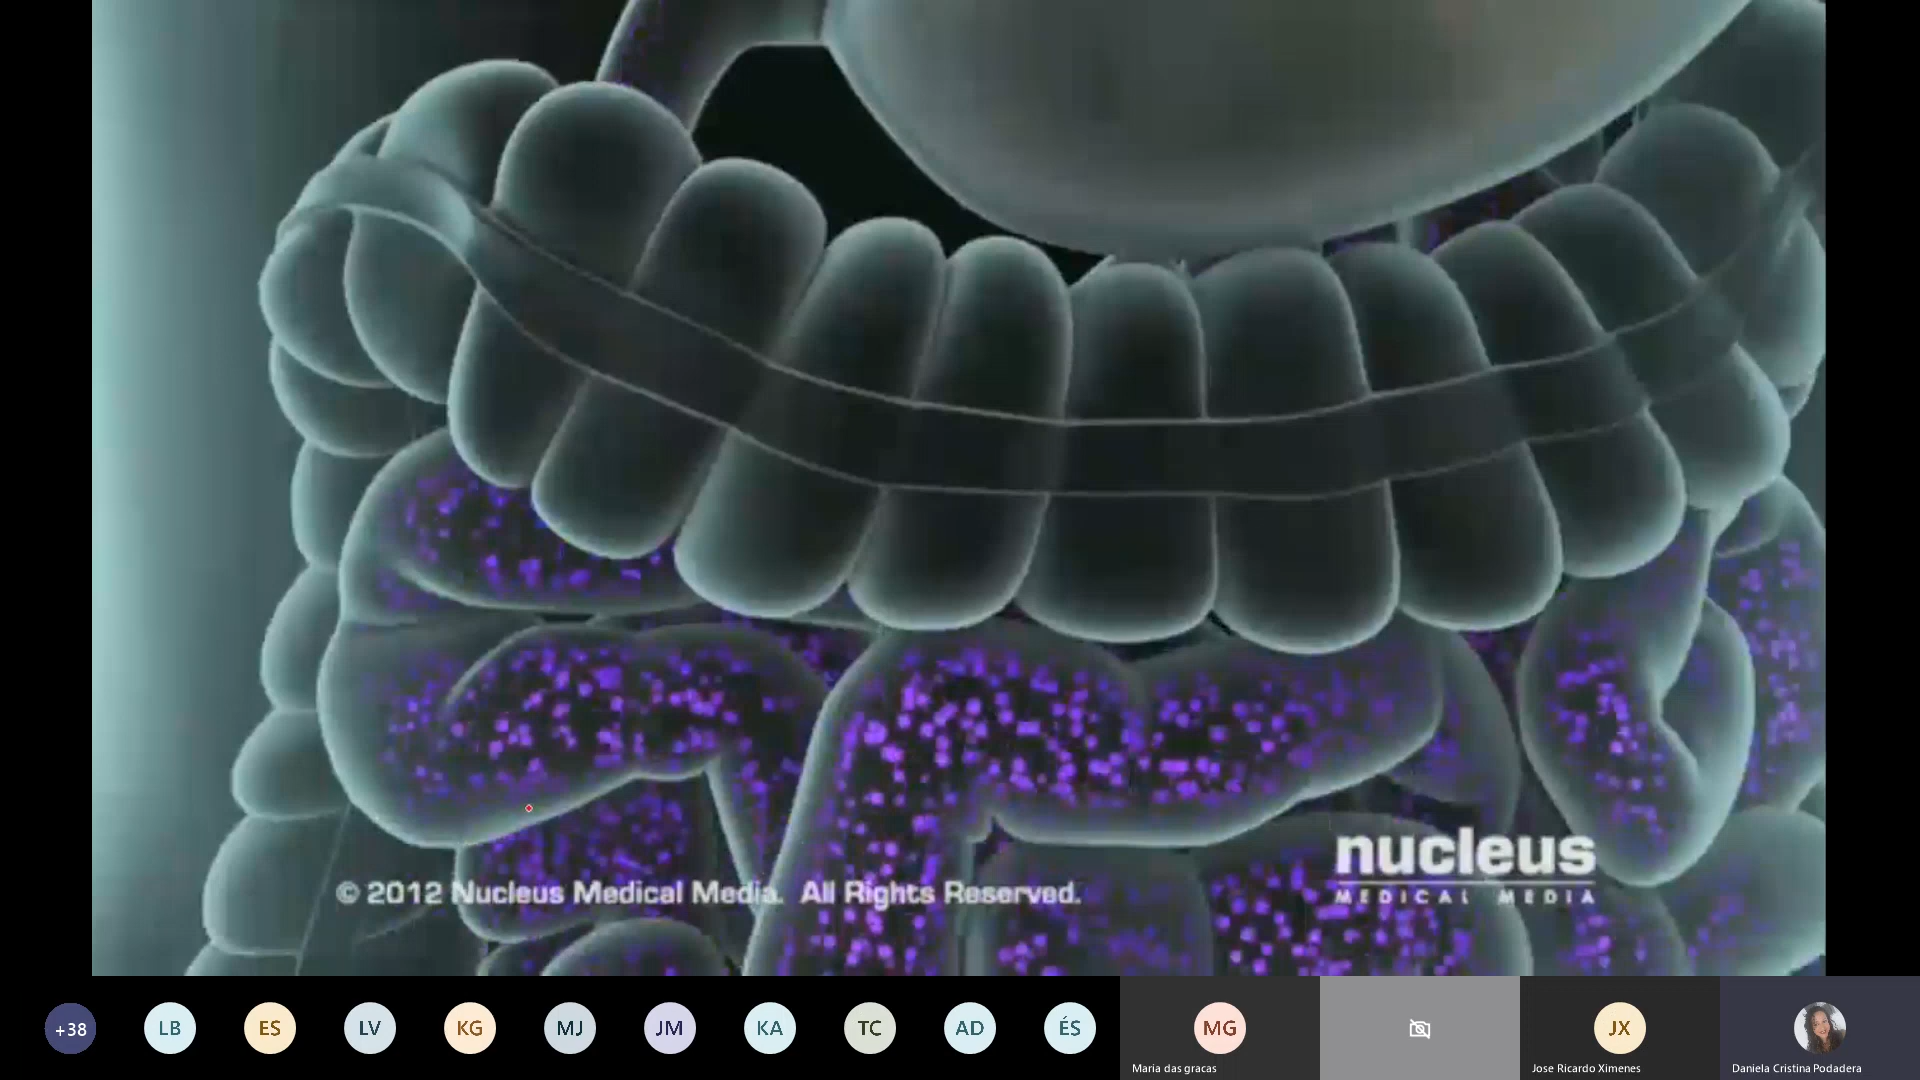 nucleus
MEDICAL MEDIA
© 2012 Nucleus Medical Media. All Rights Reserved.
+38
LB
ES
LV
KG
MJ
JM
KA
TC
AD
ÉS
MG
Maria das gracas
JX
Jose Ricardo Ximenes
Daniela Cristina Podadera